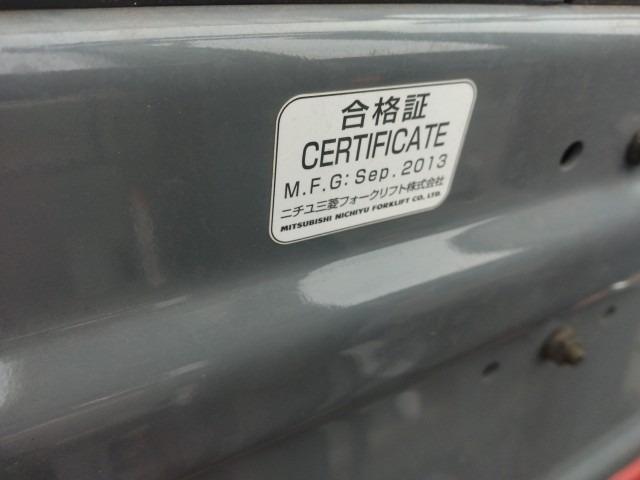 合格証
CERTIFICATE
M.F.G: Sep. 2013
ニチユ三菱フォークリフト株式会社
MITSUBISHI NICHIYU FORKLIFT CO., LTD.